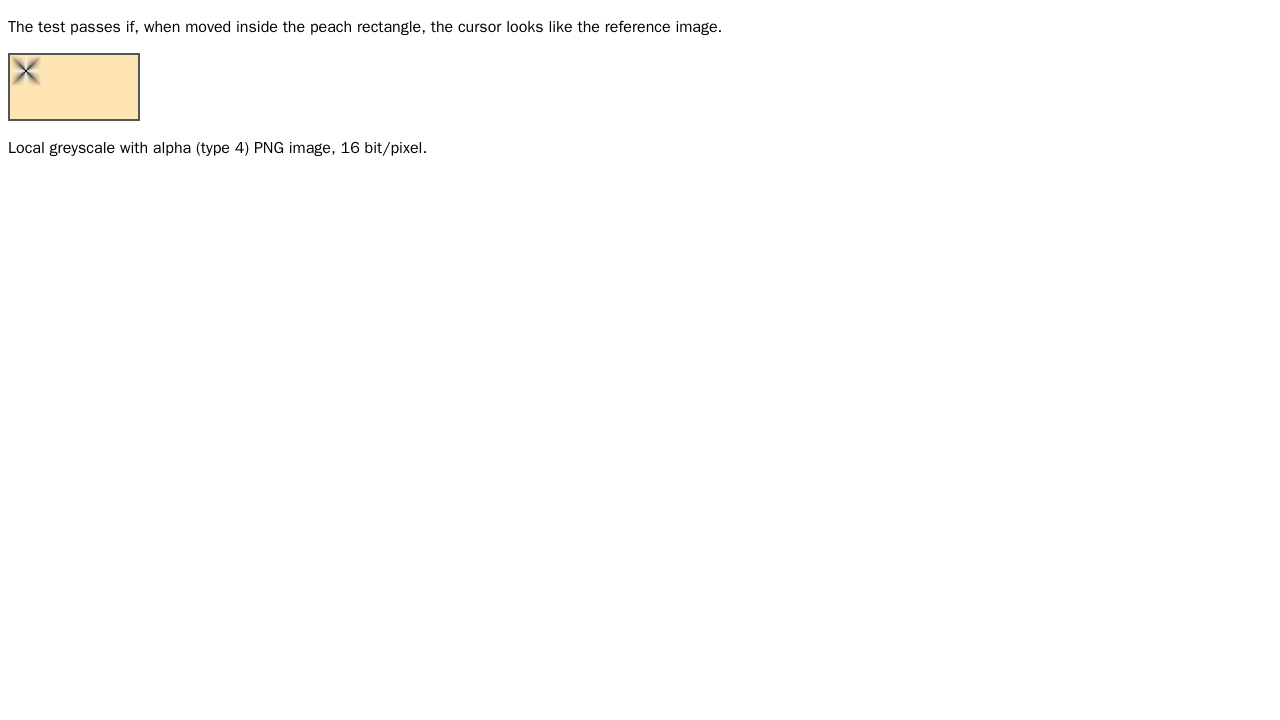 The test passes if, when moved inside the peach rectangle, the cursor looks like the reference image.
Local greyscale with alpha (type 4) PNG image, 16 bit/pixel.